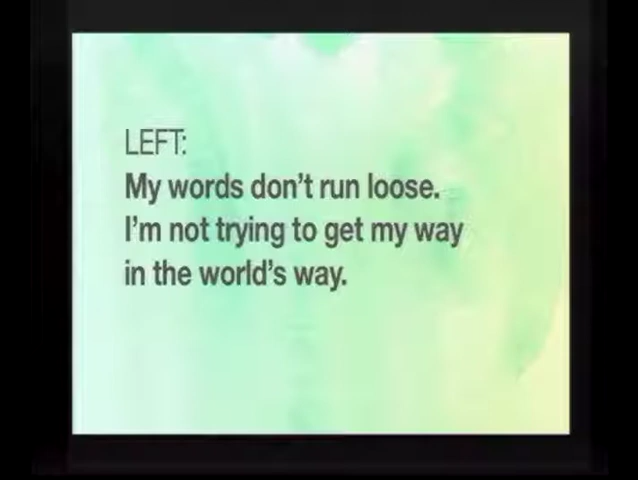 LEFT:
My words don't run loose.
I'm not trying to get my way
in the world's way.